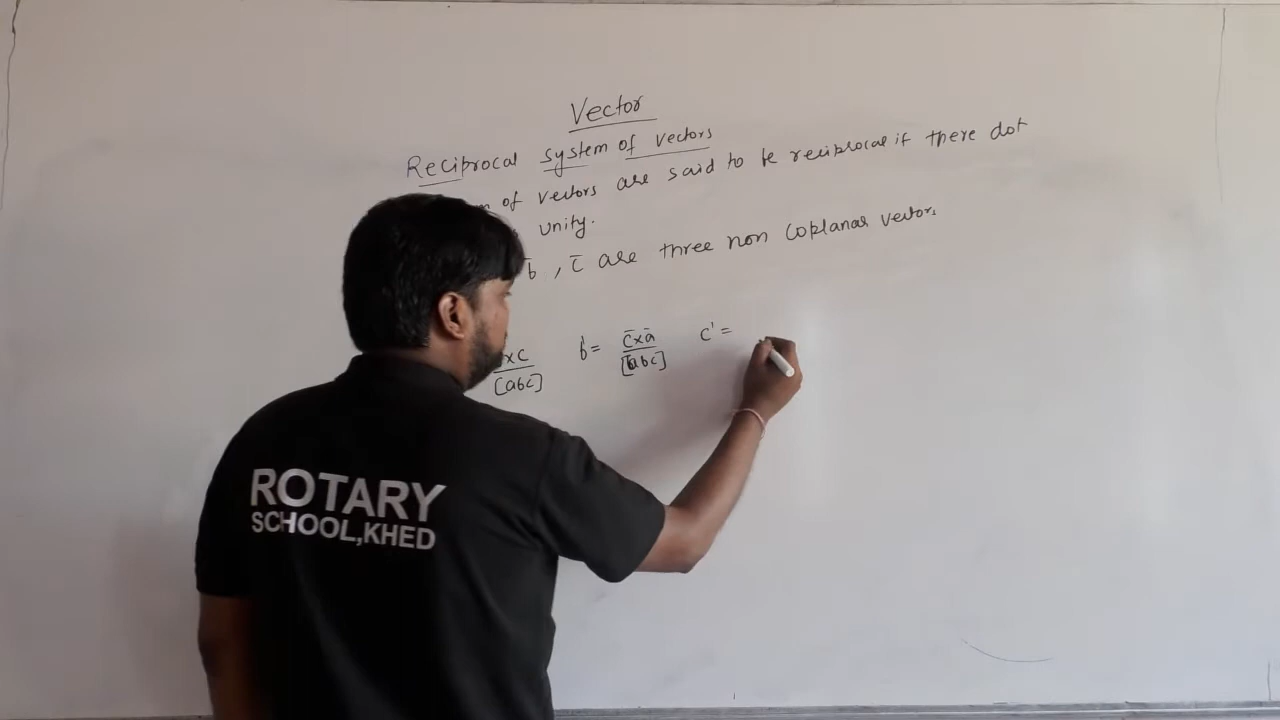 Vector
Reciprocal system of vectors
of vectors are said to be reciprocal if there dot
unity.
b̄ , c̄ are three non coplanar vectors
xc/[abc] b' = c̄xā/[abc] c' =
ROTARY
SCHOOL,KHED